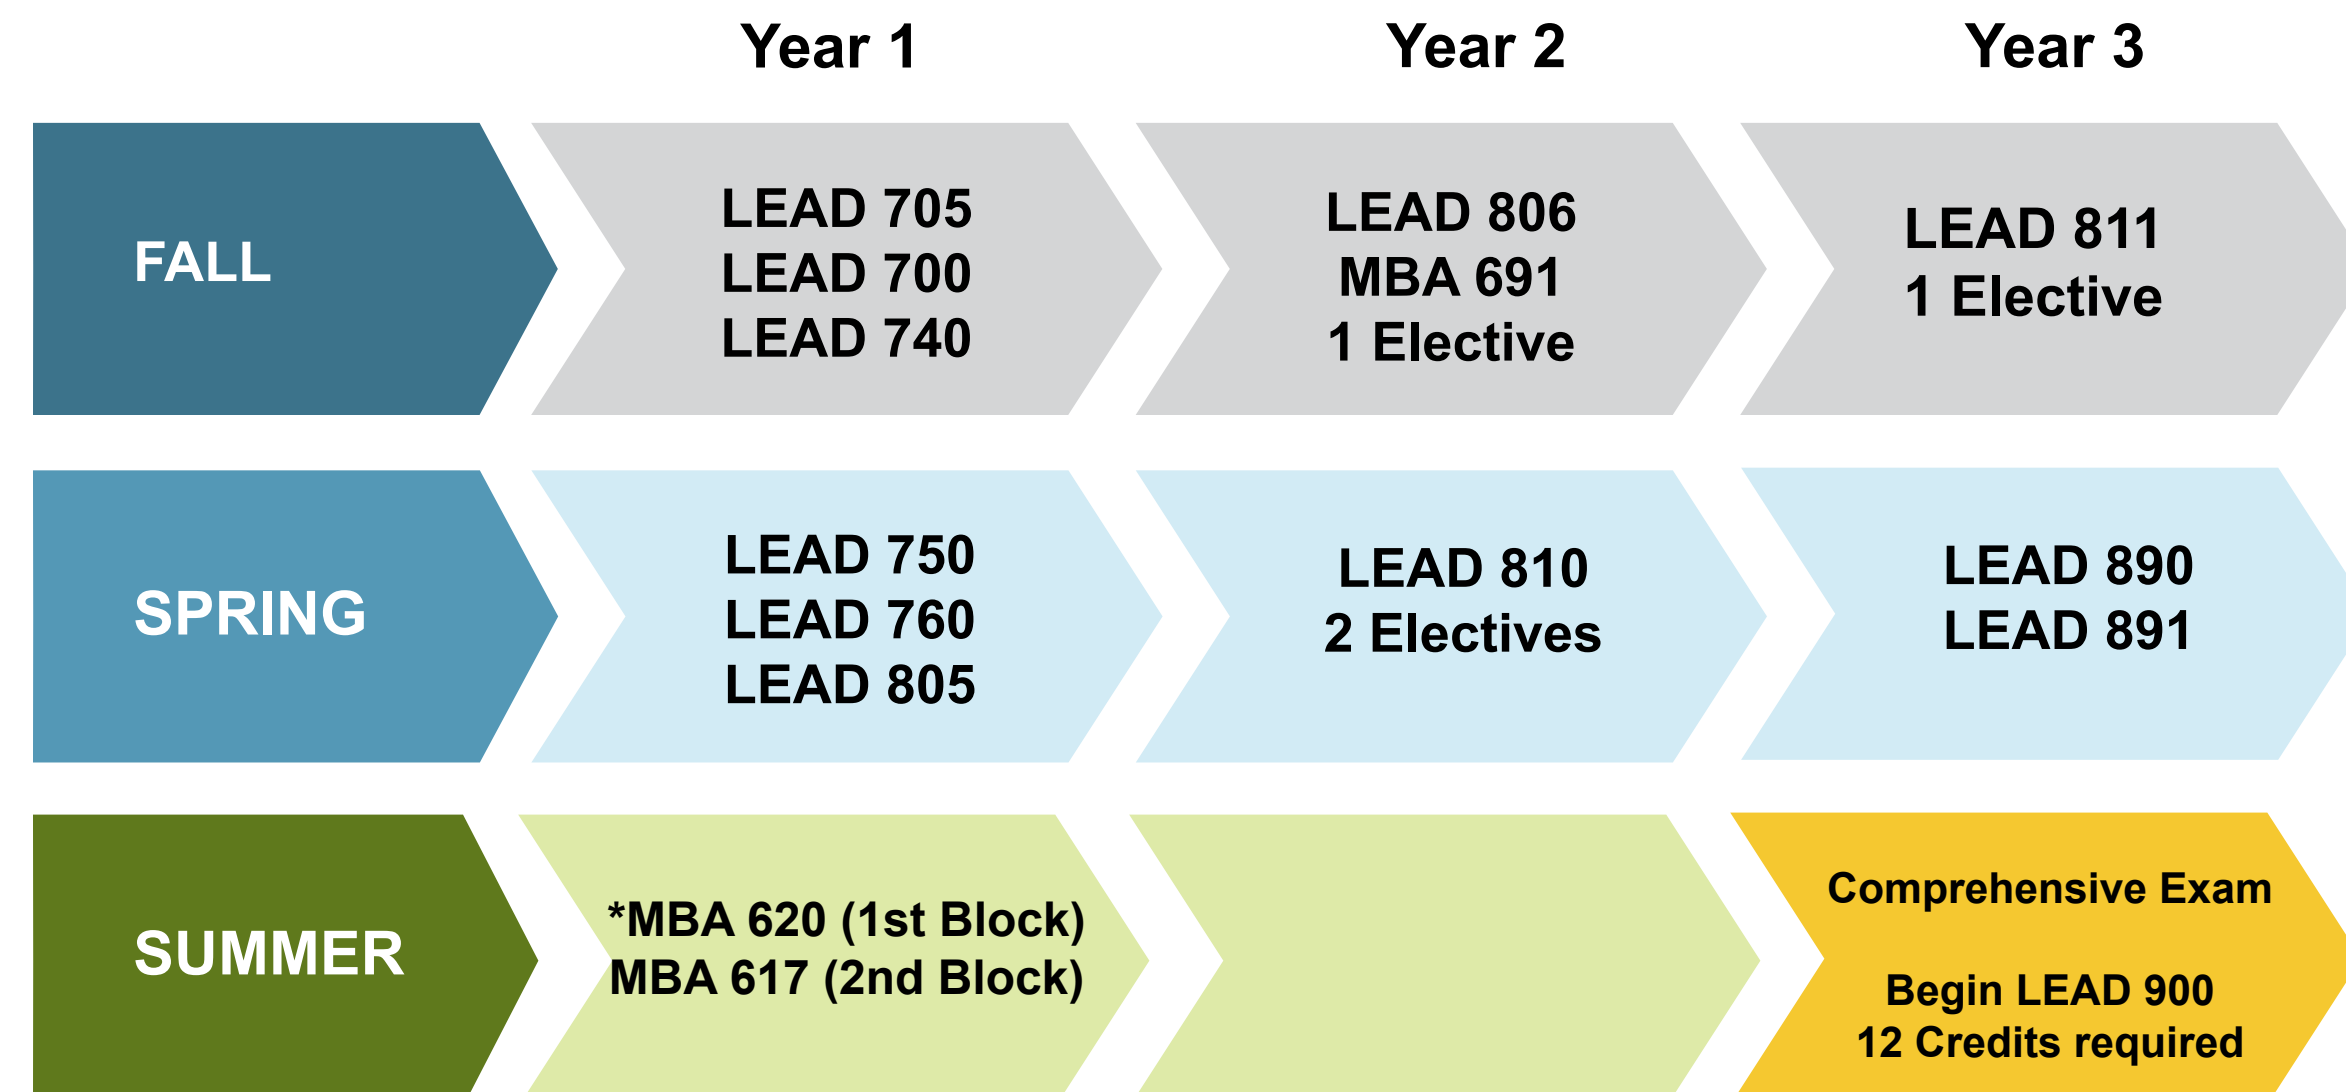 Year 1
Year 2
Year 3
FALL
LEAD 705
LEAD 700
LEAD 740
LEAD 806
MBA 691
1 Elective
LEAD 811
1 Elective
SPRING
LEAD 750
LEAD 760
LEAD 805
LEAD 810
2 Electives
LEAD 890
LEAD 891
SUMMER
*MBA 620 (1st Block)
MBA 617 (2nd Block)
Comprehensive Exam
Begin LEAD 900
12 Credits required